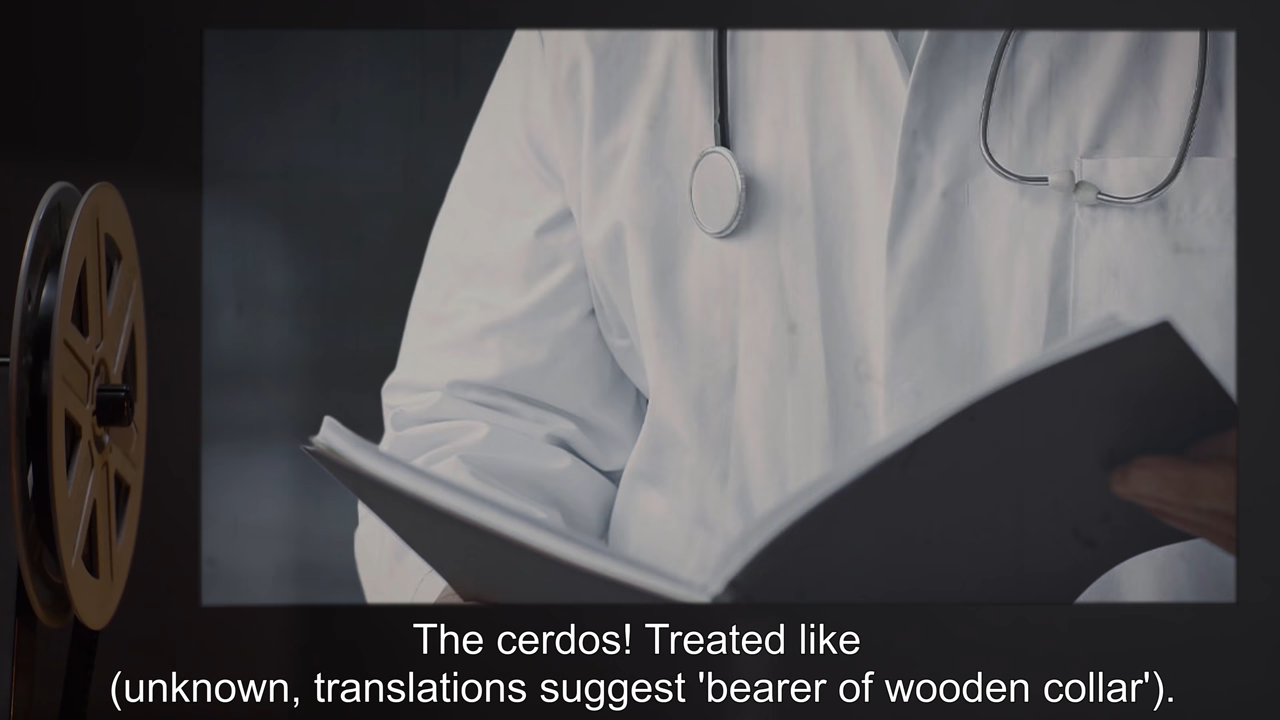 The cerdos! Treated like
(unknown, translations suggest 'bearer of wooden collar').